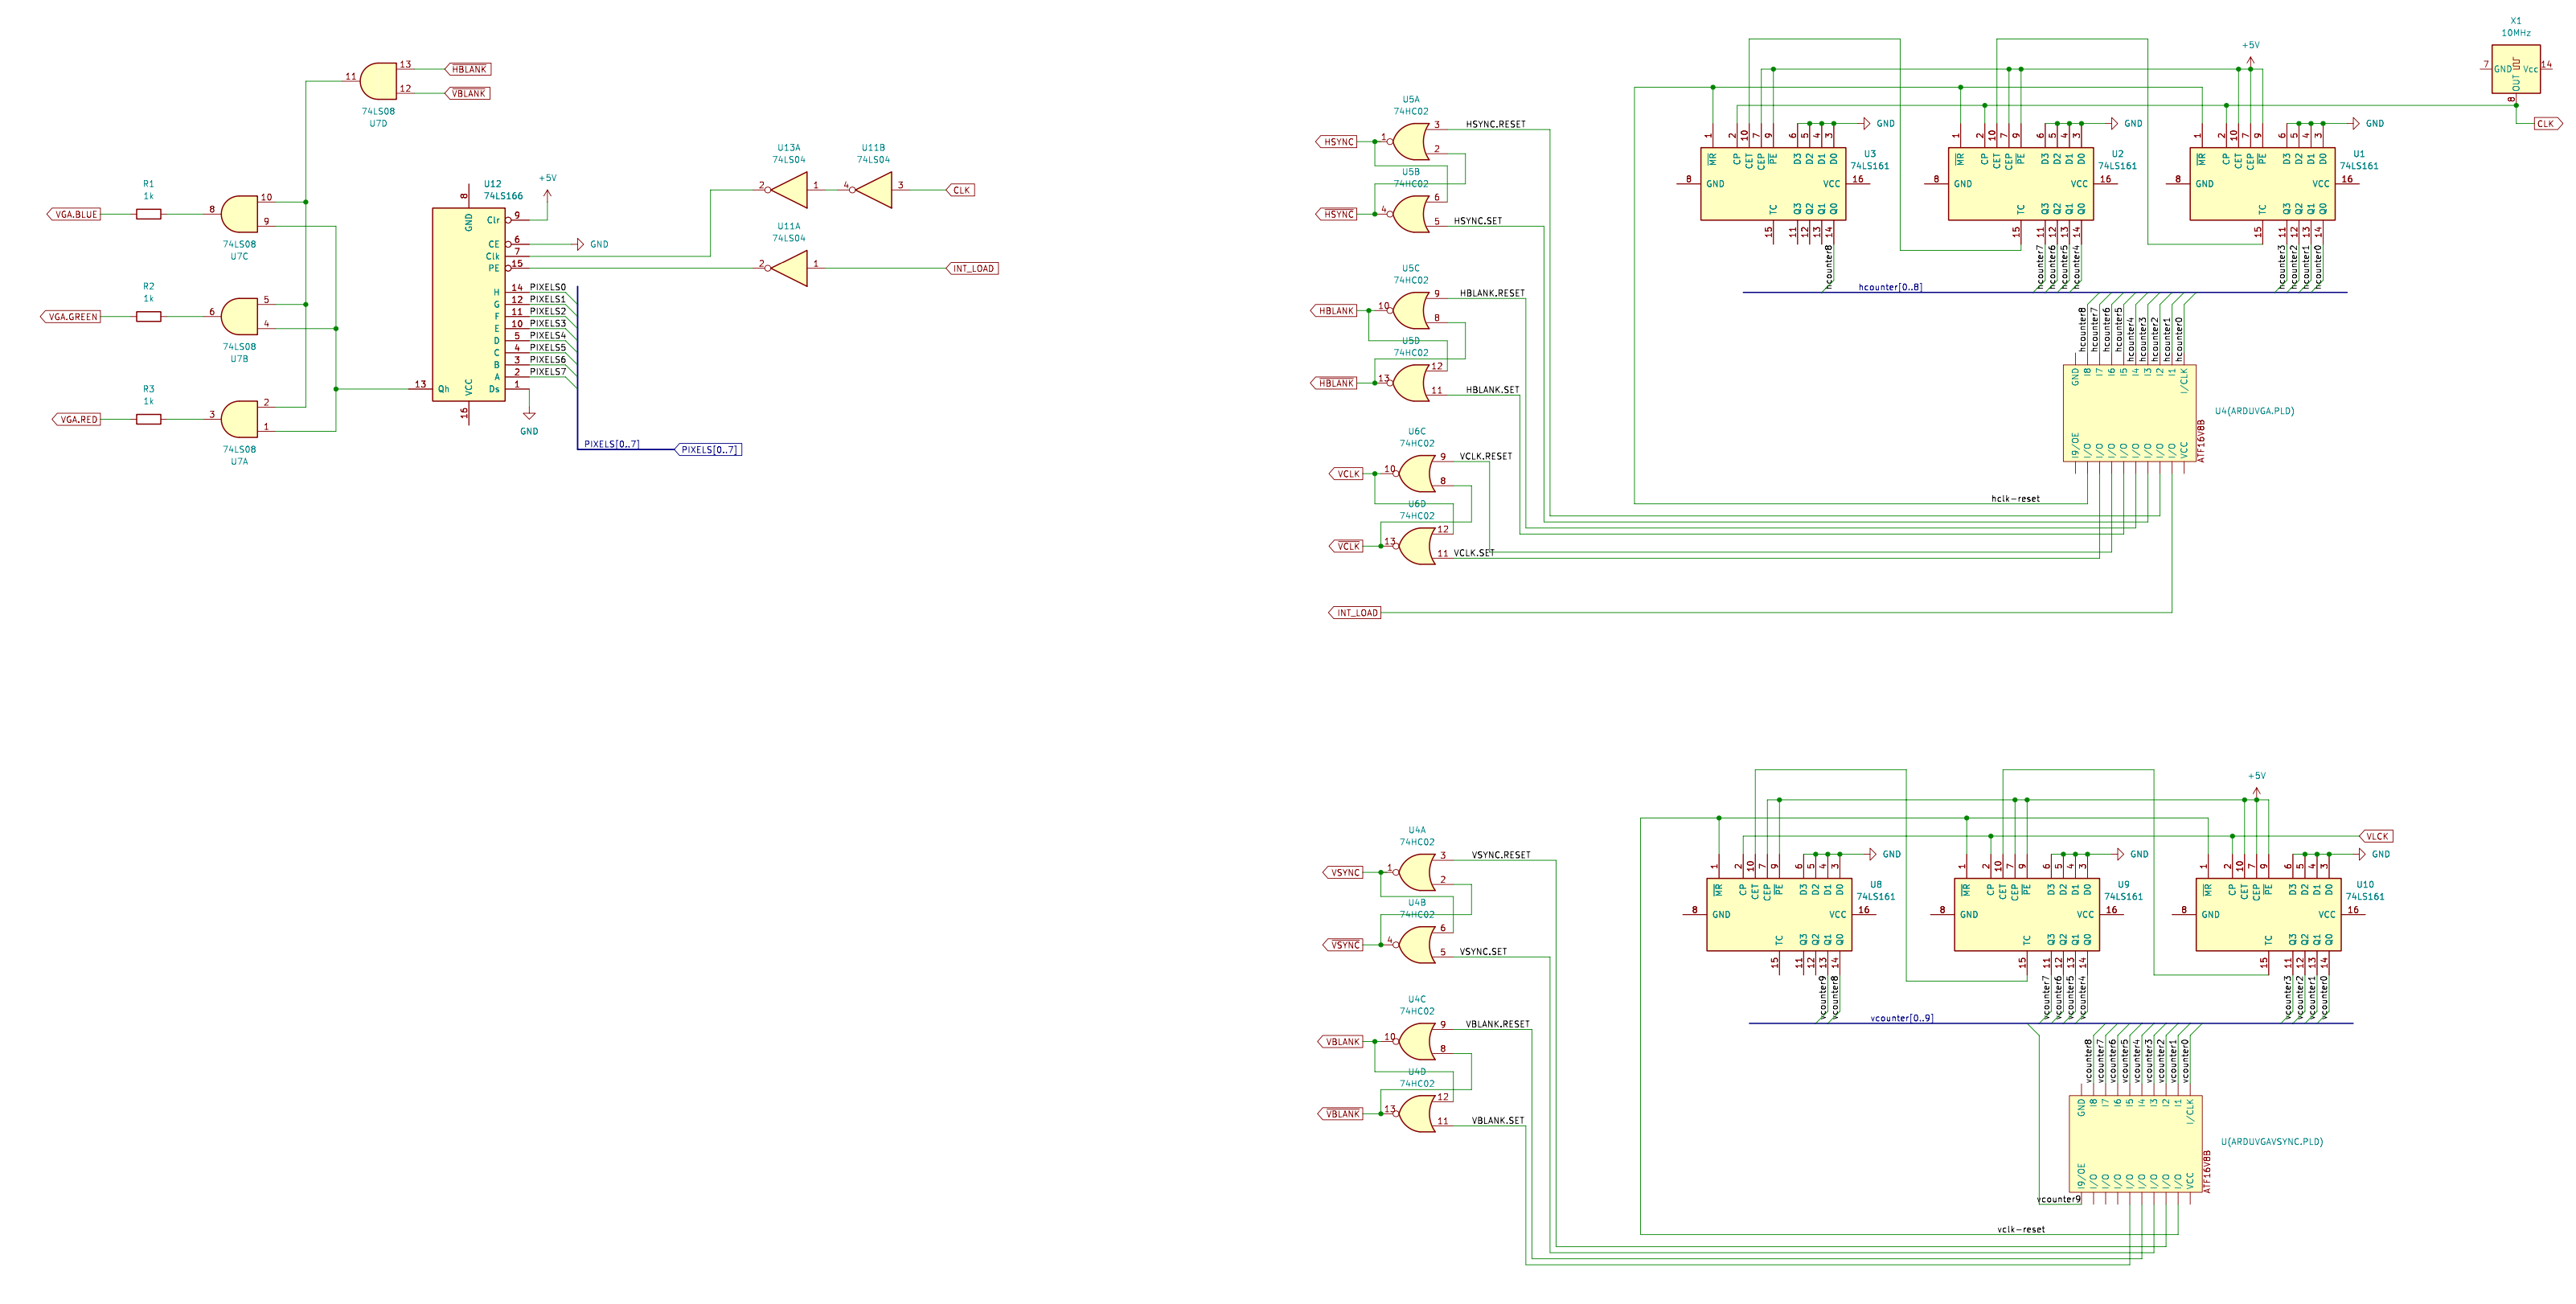 X1
10MHz
+5V
7 GND OUT Vcc 14
8
CLK
13 HBLANK
12 VBLANK
11
74LS08
U7D
R1
1k
VGA.BLUE
8
10
9
74LS08
U7C
R2
1k
VGA.GREEN
6
5
4
74LS08
U7B
R3
1k
VGA.RED
3
2
1
74LS08
U7A
U12
74LS166
8
GND
Clr 9
+5V
CE 6
GND
Clk 7
PE 15
H 14 PIXELS0
G 12 PIXELS1
F 11 PIXELS2
E 10 PIXELS3
D 5 PIXELS4
C 4 PIXELS5
B 3 PIXELS6
A 2 PIXELS7
Ds 1
13 Qh
VCC
16
GND
PIXELS[0..7]
PIXELS[0..7]
U13A
74LS04
2 1
U11B
74LS04
4 3
CLK
U11A
74LS04
2 1
INT_LOAD
U5A
74HC02
HSYNC
1
3 HSYNC.RESET
2
U5B
74HC02
HSYNC
4
6
5 HSYNC.SET
U5C
74HC02
HBLANK
10
9 HBLANK.RESET
8
U5D
74HC02
HBLANK
13
12
11 HBLANK.SET
U6C
74HC02
VCLK
10
9 VCLK.RESET
8
U6D
74HC02
VCLK
13
12
11 VCLK.SET
INT_LOAD
1 2 10 7 9 6 5 4 3 GND
MR CP CET CEP PE D3 D2 D1 D0
U3
74LS161
8 GND VCC 16
TC Q3 Q2 Q1 Q0
15 11 12 13 14
hcounter8
1 2 10 7 9 6 5 4 3 GND
MR CP CET CEP PE D3 D2 D1 D0
U2
74LS161
8 GND VCC 16
TC Q3 Q2 Q1 Q0
15 11 12 13 14
hcounter7 hcounter6 hcounter5 hcounter4
1 2 10 7 9 6 5 4 3 GND
MR CP CET CEP PE D3 D2 D1 D0
U1
74LS161
8 GND VCC 16
TC Q3 Q2 Q1 Q0
15 11 12 13 14
hcounter3 hcounter2 hcounter1 hcounter0
hcounter[0..8]
hcounter8 hcounter7 hcounter6 hcounter5 hcounter4 hcounter3 hcounter2 hcounter1 hcounter0
GND I8 I7 I6 I5 I4 I3 I2 I1 I/CLK
U4(ARDUVGA.PLD)
I9/OE I/O I/O I/O I/O I/O I/O I/O I/O VCC
ATF16V8B
hclk-reset
U4A
74HC02
VSYNC
1
3 VSYNC.RESET
2
U4B
74HC02
VSYNC
4
6
5 VSYNC.SET
U4C
74HC02
VBLANK
10
9 VBLANK.RESET
8
U4D
74HC02
VBLANK
13
12
11 VBLANK.SET
+5V
VLCK
1 2 10 7 9 6 5 4 3 GND
MR CP CET CEP PE D3 D2 D1 D0
U8
74LS161
8 GND VCC 16
TC Q3 Q2 Q1 Q0
15 11 12 13 14
vcounter9 vcounter8
1 2 10 7 9 6 5 4 3 GND
MR CP CET CEP PE D3 D2 D1 D0
U9
74LS161
8 GND VCC 16
TC Q3 Q2 Q1 Q0
15 11 12 13 14
vcounter7 vcounter6 vcounter5 vcounter4
1 2 10 7 9 6 5 4 3 GND
MR CP CET CEP PE D3 D2 D1 D0
U10
74LS161
8 GND VCC 16
TC Q3 Q2 Q1 Q0
15 11 12 13 14
vcounter3 vcounter2 vcounter1 vcounter0
vcounter[0..9]
vcounter8 vcounter7 vcounter6 vcounter5 vcounter4 vcounter3 vcounter2 vcounter1 vcounter0
GND I8 I7 I6 I5 I4 I3 I2 I1 I/CLK
U(ARDUVGAVSYNC.PLD)
I9/OE I/O I/O I/O I/O I/O I/O I/O I/O VCC
ATF16V8B
vcounter9
vclk-reset